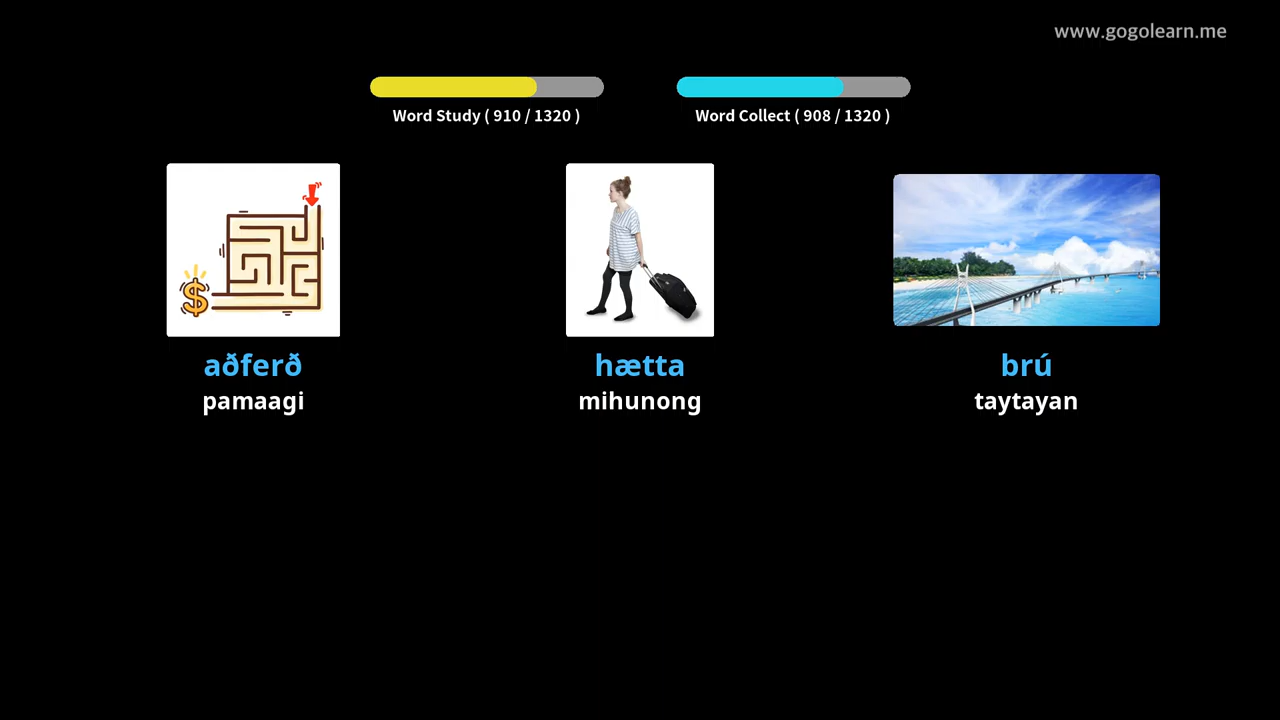 www.gogolearn.me
Word Study ( 910 / 1320 )
Word Collect ( 908 / 1320 )
$
aðferð
pamaagi
hætta
mihunong
brú
taytayan